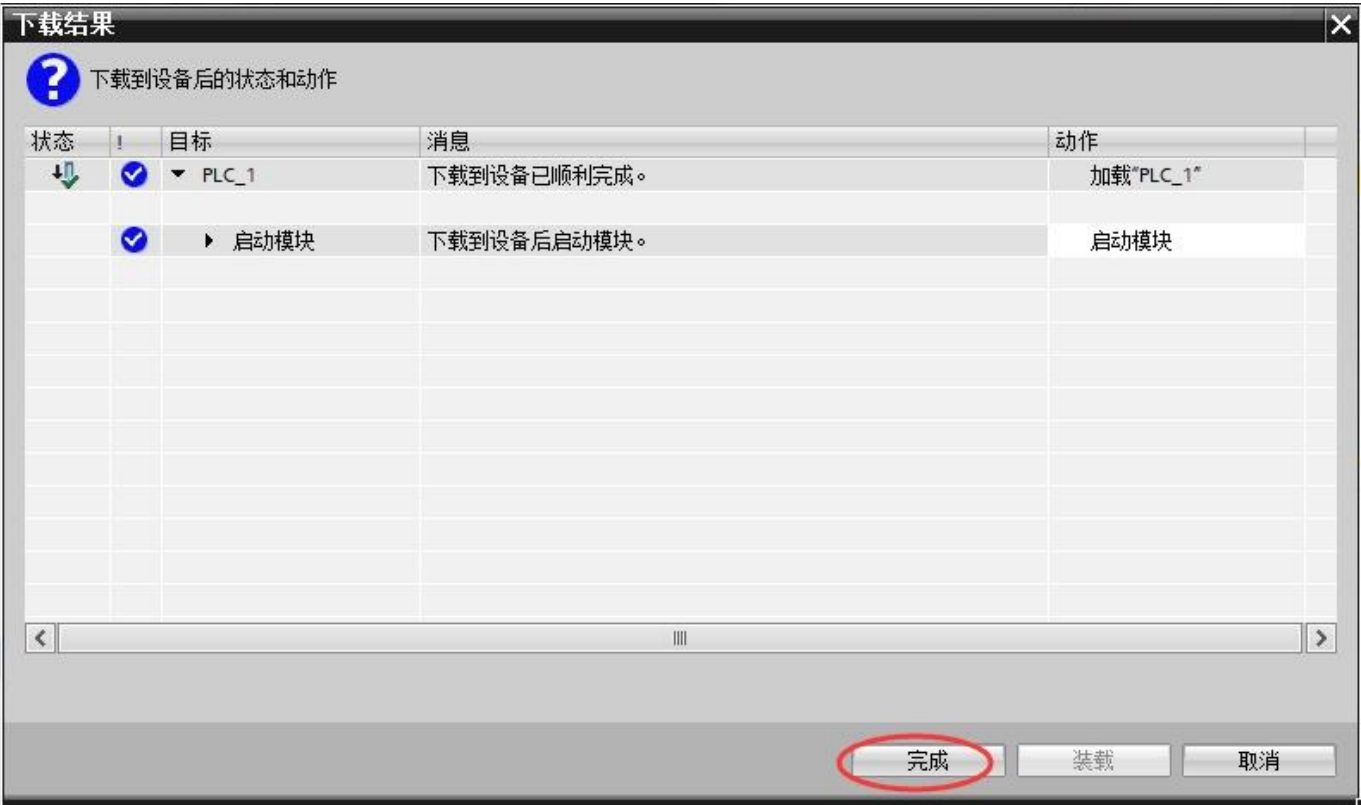 下载结果
?
下载到设备后的状态和动作
状态 ! 目标 消息 动作
PLC_1 下载到设备已顺利完成。 加载"PLC_1"
启动模块 下载到设备后启动模块。 启动模块
完成 装载 取消